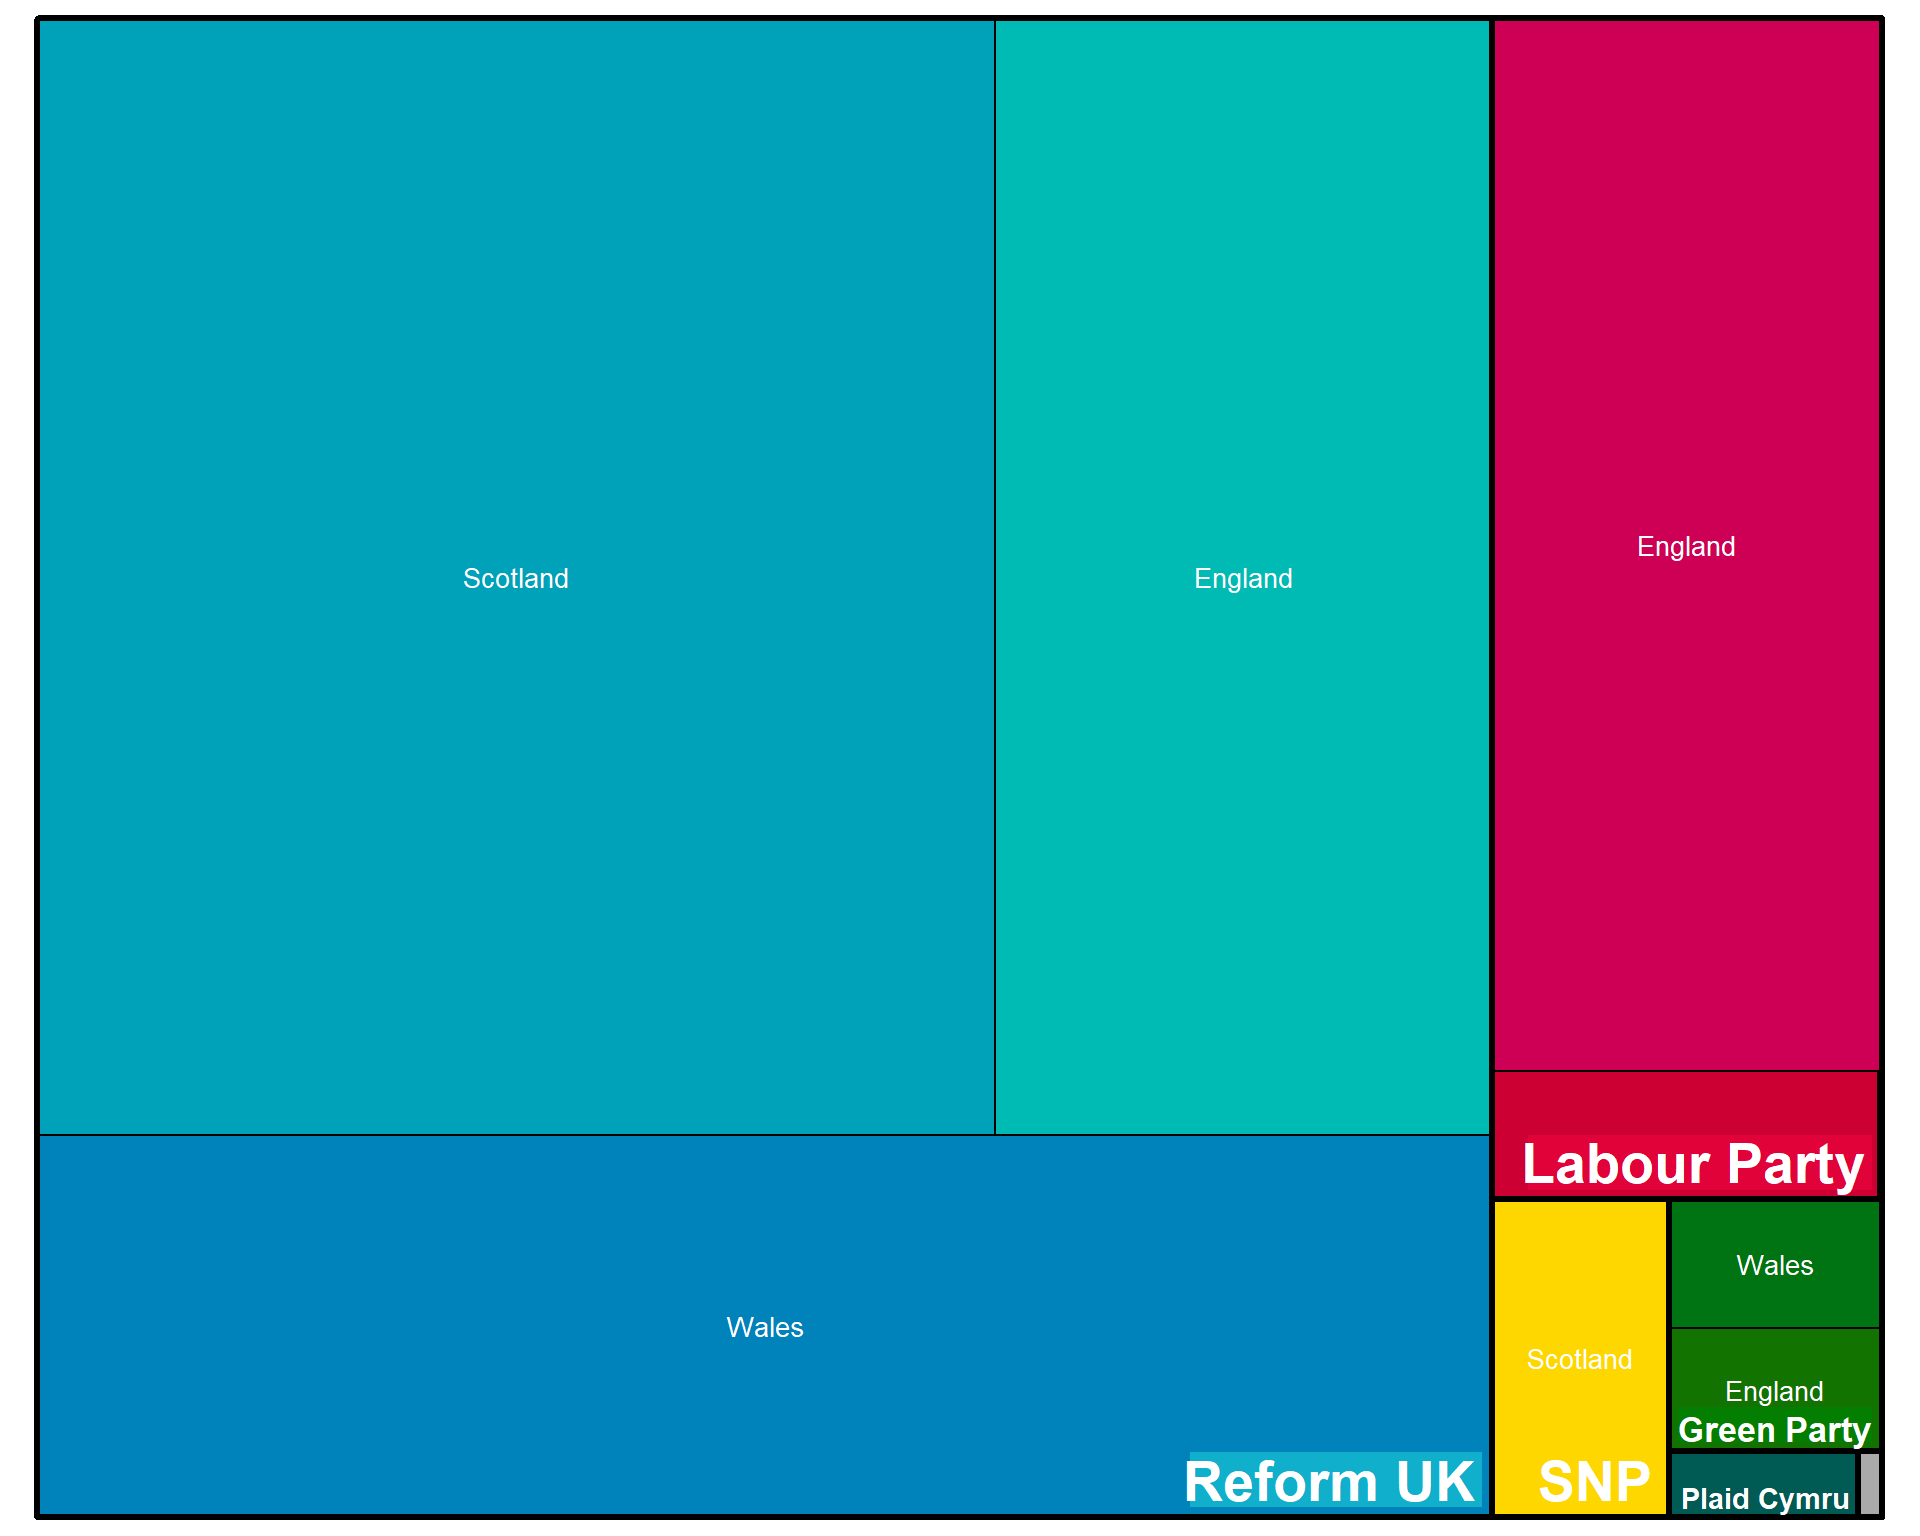 Scotland
England
England
Labour Party
Wales
Reform UK
Scotland
SNP
Wales
England
Green Party
Plaid Cymru